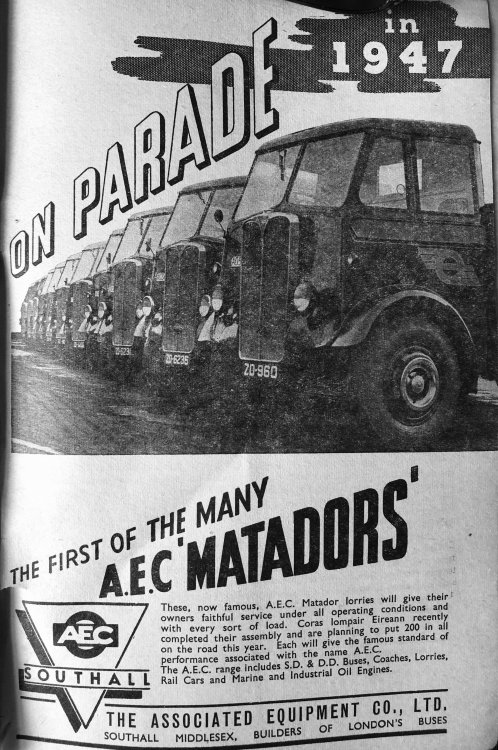 in
1947
ON PARADE
ZO-6235
ZO-960
THE FIRST OF THE MANY
A.E.C 'MATADORS'
These, now famous, A.E.C. Matador lorries will give their
owners faithful service under all operating conditions and
with every sort of load. Coras Iompair Eireann recently
completed their assembly and are planning to put 200 in all
on the road this year. Each will give the famous standard of
performance associated with the name A.E.C.
The A.E.C. range includes S.D. & D.D. Buses, Coaches, Lorries,
Rail Cars and Marine and Industrial Oil Engines.
AEC
SOUTHALL
THE ASSOCIATED EQUIPMENT CO., LTD.
SOUTHALL MIDDLESEX, BUILDERS OF LONDON'S BUSES